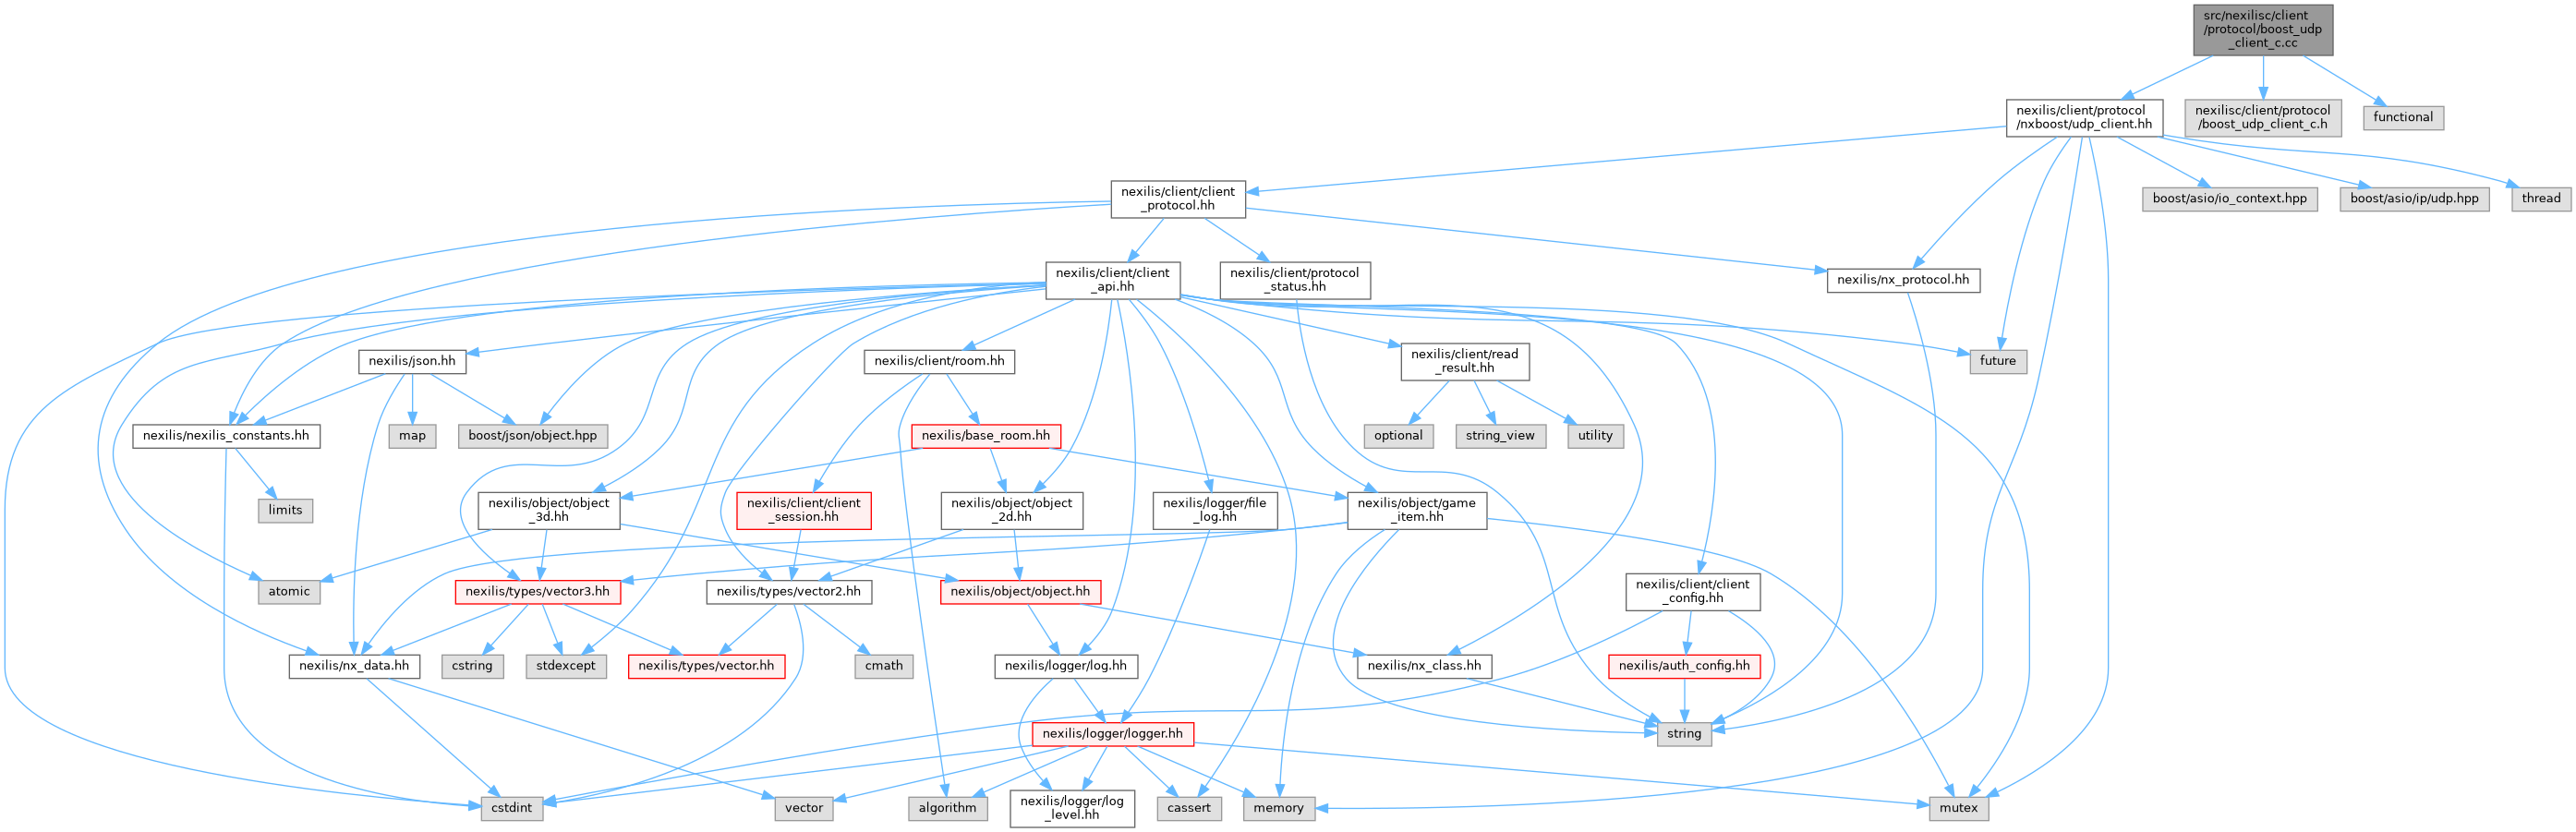 src/nexilisc/client
/protocol/boost_udp
_client_c.cc
nexilis/client/protocol
/nxboost/udp_client.hh
nexilisc/client/protocol
/boost_udp_client_c.h
functional
nexilis/client/client
_protocol.hh
boost/asio/io_context.hpp
boost/asio/ip/udp.hpp
thread
nexilis/client/client
_api.hh
nexilis/client/protocol
_status.hh
nexilis/nx_protocol.hh
nexilis/json.hh
nexilis/client/room.hh
nexilis/client/read
_result.hh
future
nexilis/nexilis_constants.hh
map
boost/json/object.hpp
nexilis/base_room.hh
optional
string_view
utility
limits
nexilis/object/object
_3d.hh
nexilis/client/client
_session.hh
nexilis/object/object
_2d.hh
nexilis/logger/file
_log.hh
nexilis/object/game
_item.hh
atomic
nexilis/types/vector3.hh
nexilis/types/vector2.hh
nexilis/object/object.hh
nexilis/client/client
_config.hh
nexilis/nx_data.hh
cstring
stdexcept
nexilis/types/vector.hh
cmath
nexilis/logger/log.hh
nexilis/nx_class.hh
nexilis/auth_config.hh
nexilis/logger/logger.hh
string
cstdint
vector
algorithm
nexilis/logger/log
_level.hh
cassert
memory
mutex